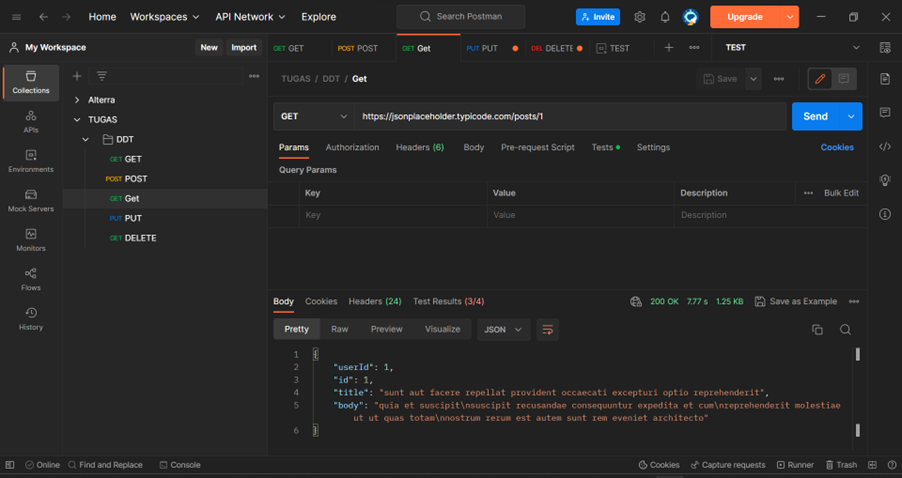 Home Workspaces API Network Explore Search Postman Invite Upgrade
My Workspace New Import GET GET POST POST GET Get PUT PUT DEL DELETE TEST TEST
Collections
APIs
Environments
Mock Servers
Monitors
Flows
History
Alterra
TUGAS
DDT
GET GET
POST POST
GET Get
PUT PUT
GET DELETE
TUGAS / DDT / Get Save
GET https://jsonplaceholder.typicode.com/posts/1 Send
Params Authorization Headers (6) Body Pre-request Script Tests Settings Cookies
Query Params
Key Value Description Bulk Edit
Key Value Description
Body Cookies Headers (24) Test Results (3/4) 200 OK 7.77 s 1.25 KB Save as Example
Pretty Raw Preview Visualize JSON
1 {
2 "userId": 1,
3 "id": 1,
4 "title": "sunt aut facere repellat provident occaecati excepturi optio reprehenderit",
5 "body": "quia et suscipit\nsuscipit recusandae consequuntur expedita et cum\nreprehenderit molestiae
ut ut quas totam\nnostrum rerum est autem sunt rem eveniet architecto"
6 }
Online Find and Replace Console Cookies Capture requests Runner Trash